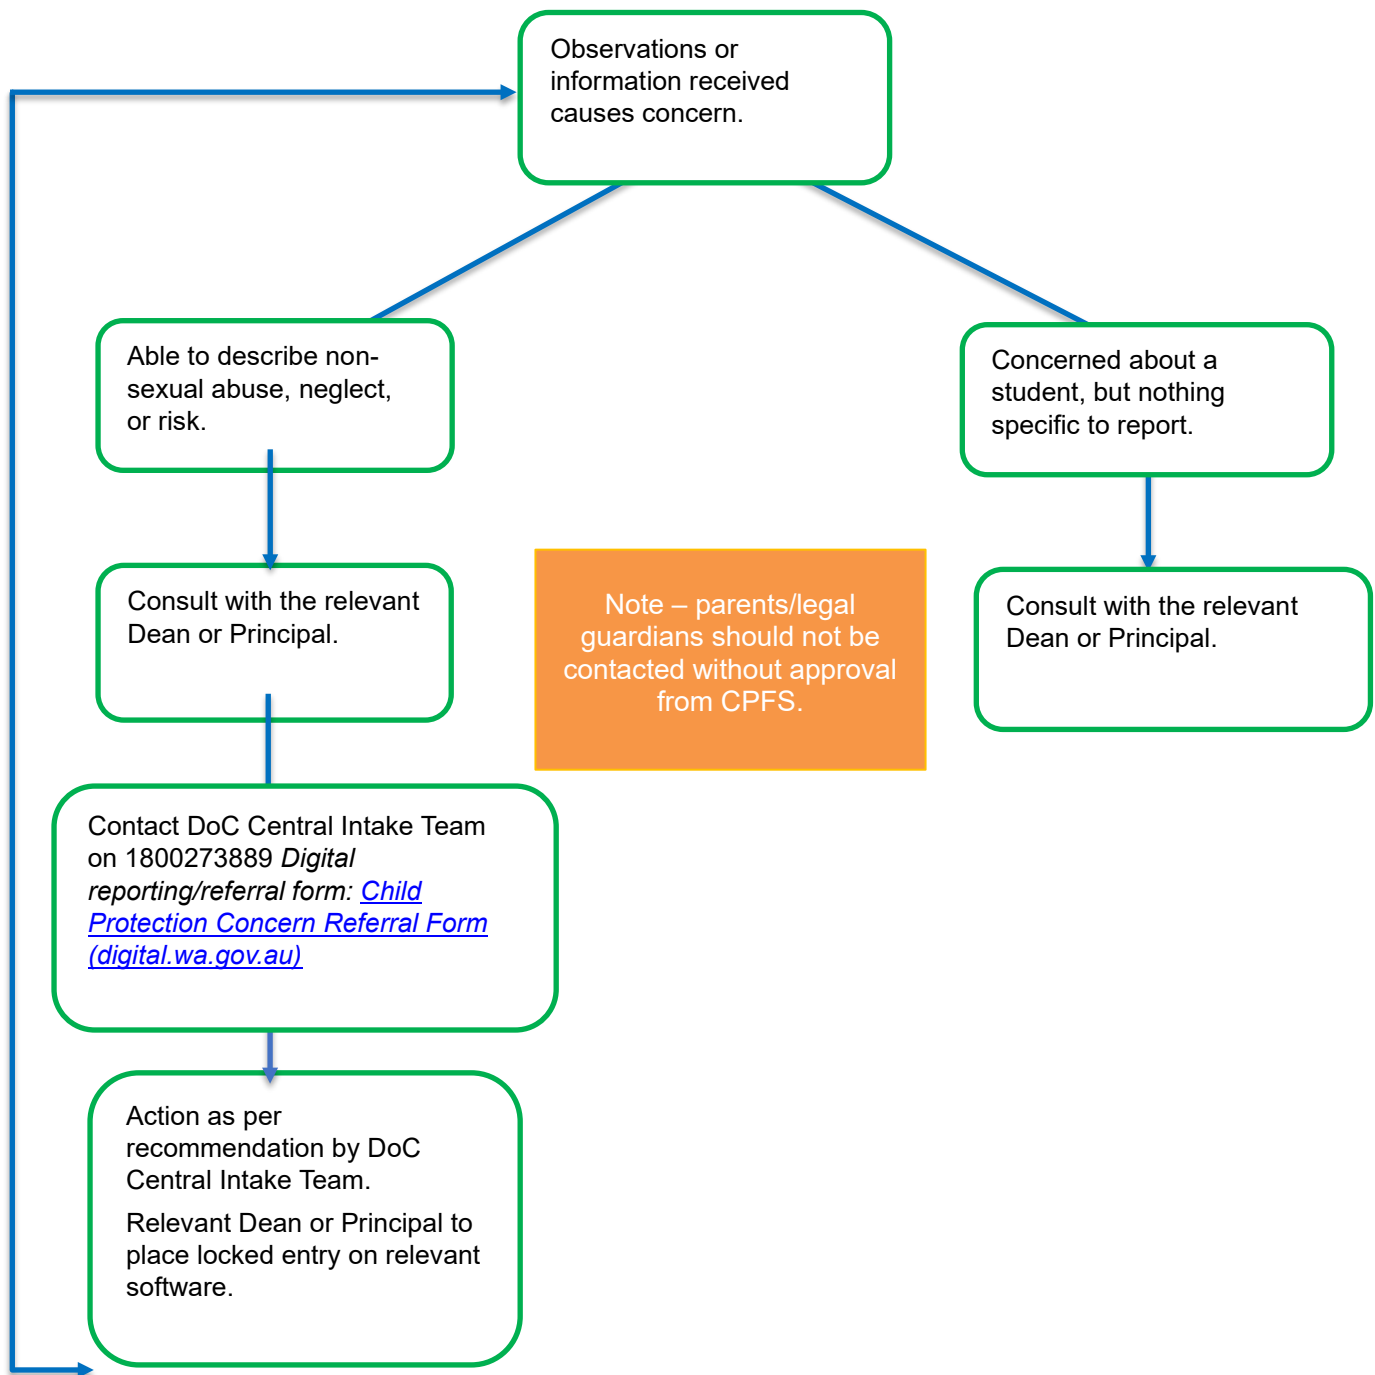 Observations or
information received
causes concern.
Able to describe non-
sexual abuse, neglect,
or risk.
Concerned about a
student, but nothing
specific to report.
Consult with the relevant
Dean or Principal.
Note – parents/legal
guardians should not be
contacted without approval
from CPFS.
Consult with the relevant
Dean or Principal.
Contact DoC Central Intake Team
on 1800273889 Digital
reporting/referral form: Child
Protection Concern Referral Form
(digital.wa.gov.au)
Action as per
recommendation by DoC
Central Intake Team.
Relevant Dean or Principal to
place locked entry on relevant
software.